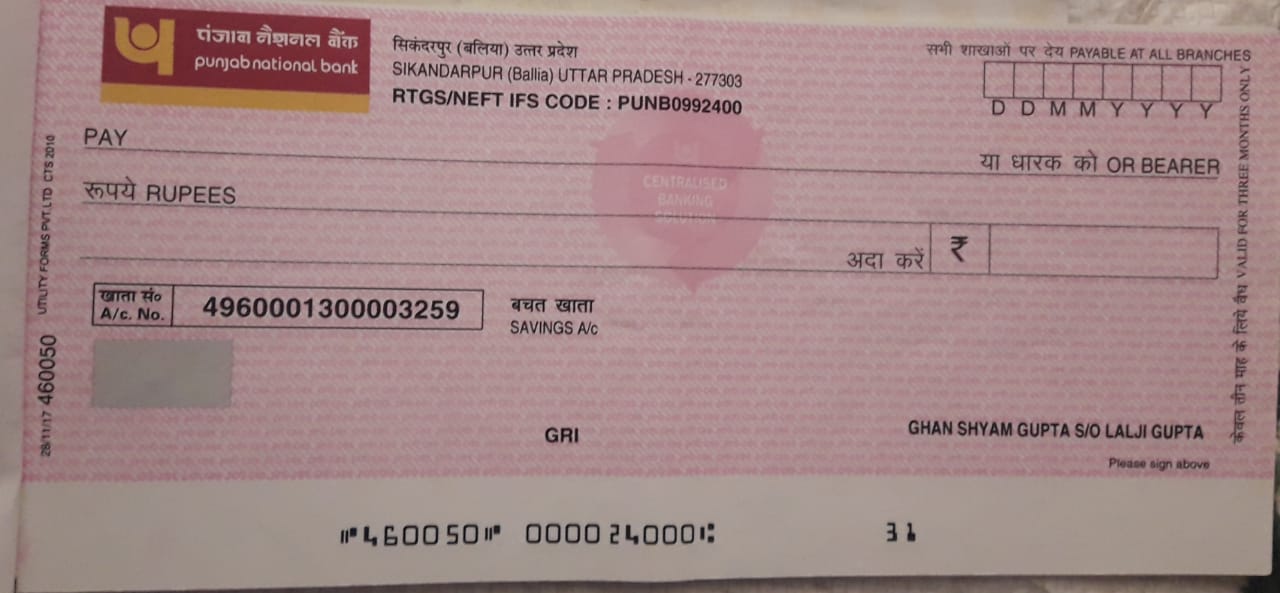 पंजाब नैशनल बैंक
punjab national bank
सिकंदरपुर (बलिया) उत्तर प्रदेश
SIKANDARPUR (Ballia) UTTAR PRADESH - 277303
RTGS/NEFT IFS CODE : PUNB0992400
सभी शाखाओं पर देय PAYABLE AT ALL BRANCHES
D D M M Y Y Y Y
PAY
या धारक को OR BEARER
CENTRALISED
BANKING
SOLUTION
रूपये RUPEES
अदा करें ₹
खाता सं०
A/c. No.
4960001300003259
बचत खाता
SAVINGS A/c
GRI
GHAN SHYAM GUPTA S/O LALJI GUPTA
Please sign above
28/11/17 460050 UTILITY FORMS PVT.LTD CTS 2010
केवल तीन माह के लिये वैध VALID FOR THREE MONTHS ONLY
⑈460050⑈ 000024000⑆ 31